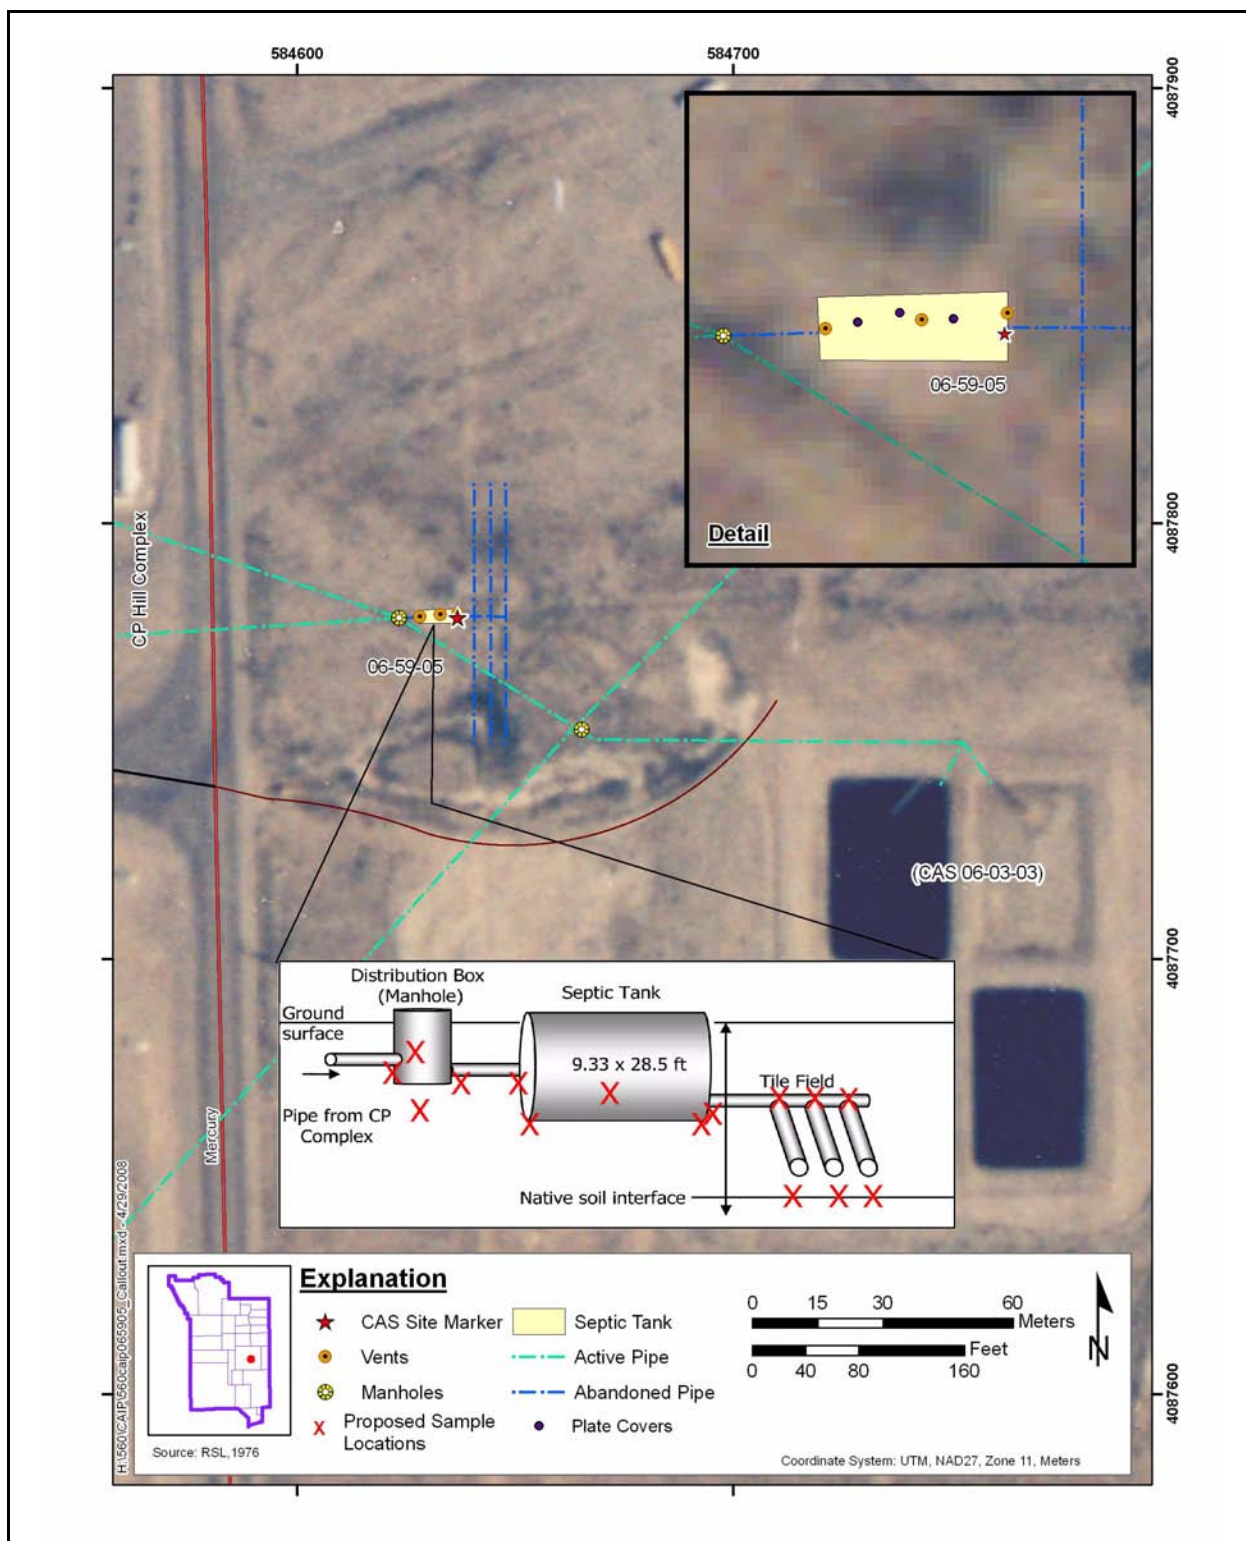 584600
584700
4087900
Detail
06-59-05
4087800
CP Hill Complex
06-59-05
(CAS 06-03-03)
4087700
Distribution Box
(Manhole)
Septic Tank
Ground
surface
9.33 x 28.5 ft
Tile Field
Pipe from CP
Complex
Native soil interface
Mercury
H:\560\CAIP\560caip065905_Callout.mxd - 4/29/2008
Explanation
CAS Site Marker
Septic Tank
Vents
Active Pipe
Manholes
Abandoned Pipe
Proposed Sample
Locations
Plate Covers
0 15 30 60
Meters
Feet
0 40 80 160
N
4087600
Source: RSL,1976
Coordinate System: UTM, NAD27, Zone 11, Meters